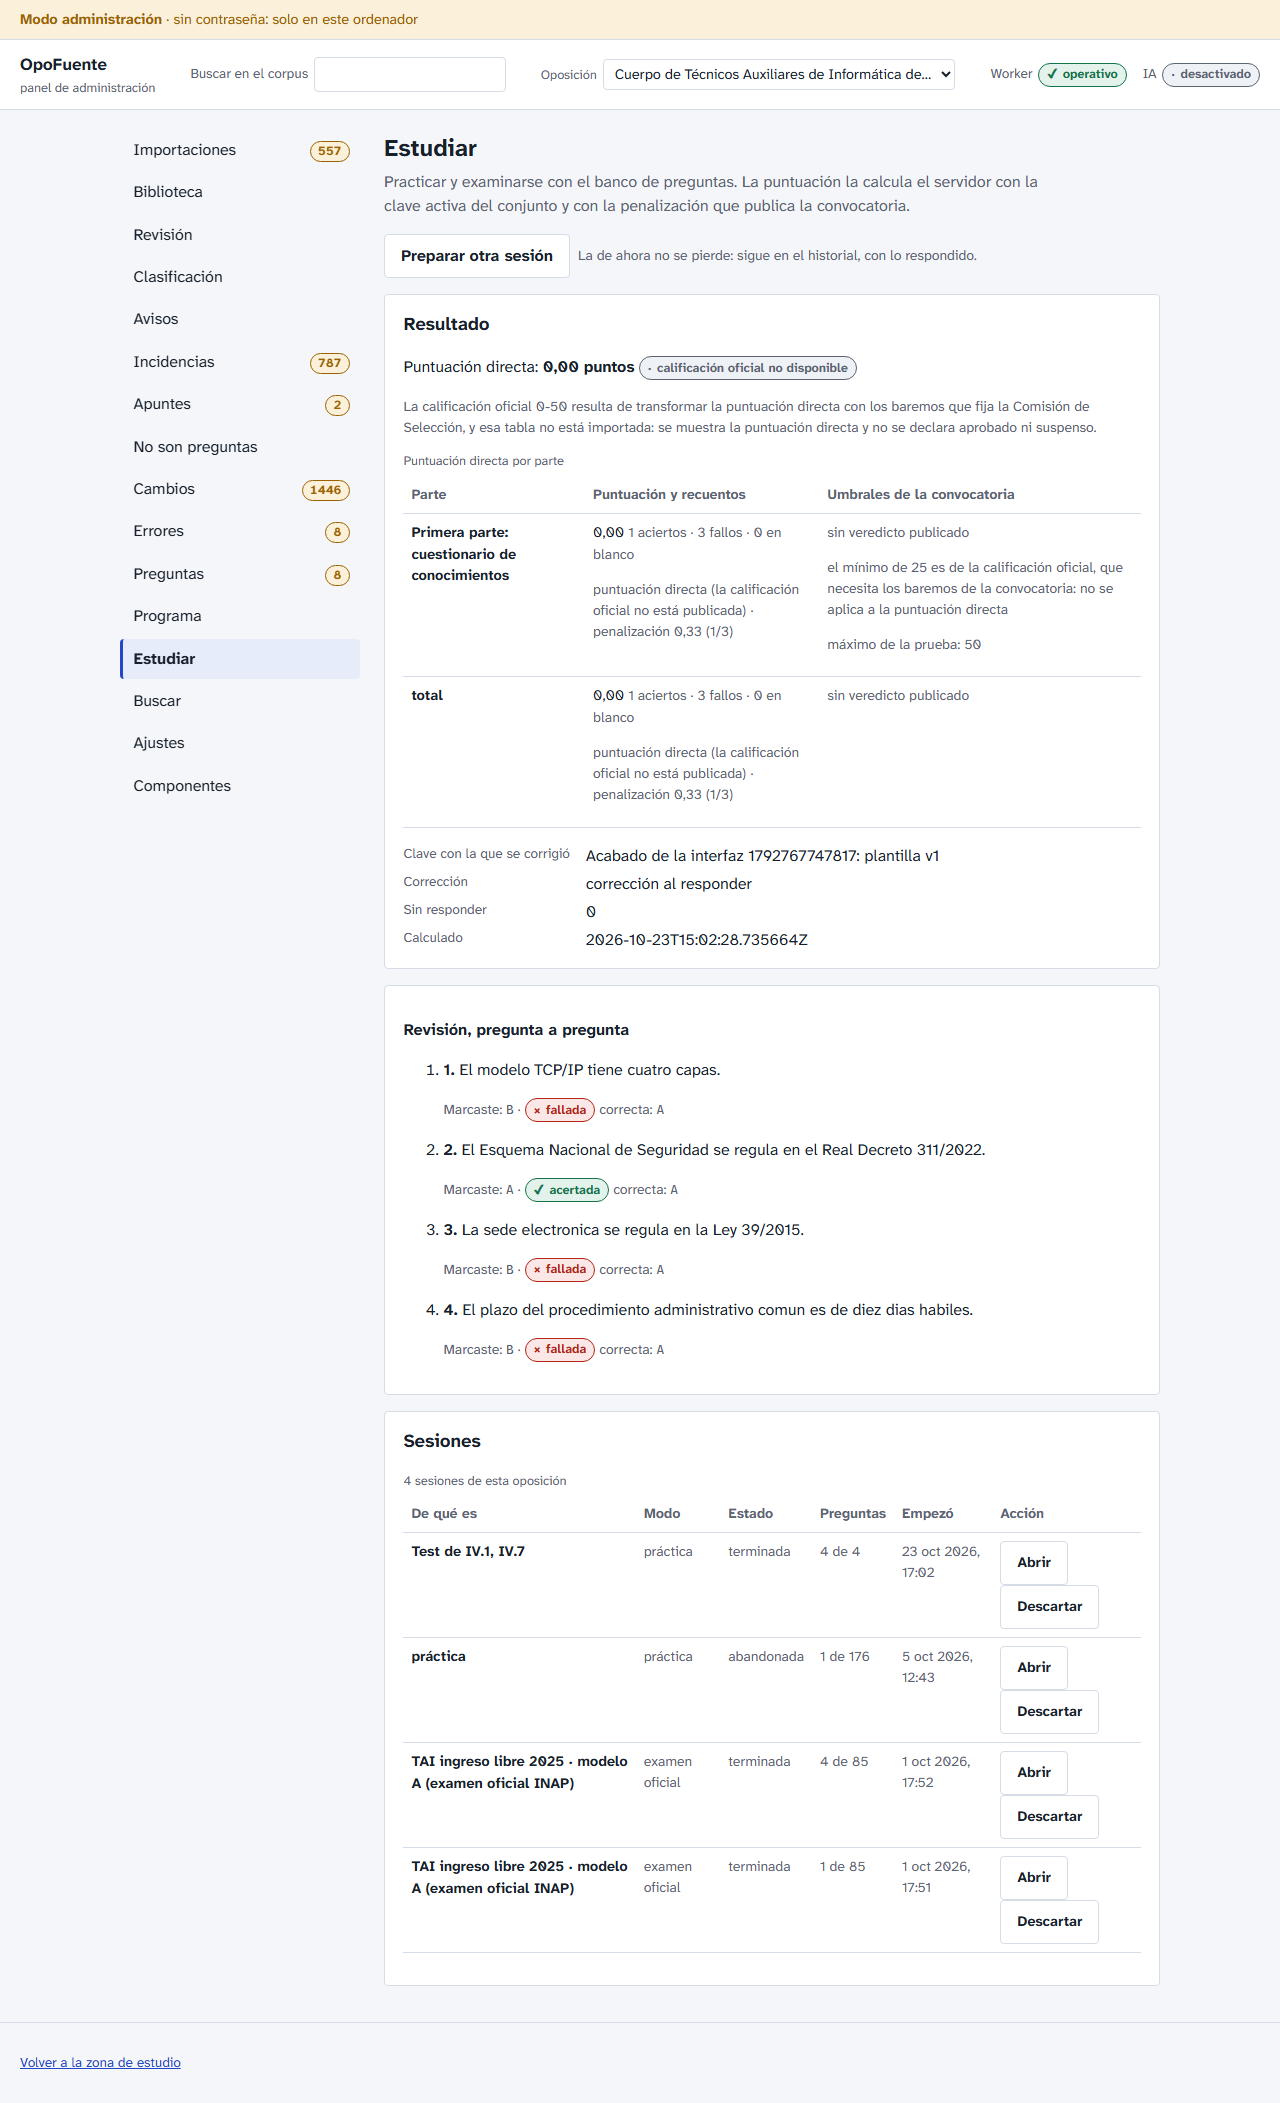 Modo administración · sin contraseña: solo en este ordenador
OpoFuente
panel de administración
Buscar en el corpus
Oposición
Cuerpo de Técnicos Auxiliares de Informática de...
Worker
✓ operativo
IA
· desactivado
Importaciones 557
Biblioteca
Revisión
Clasificación
Avisos
Incidencias 787
Apuntes 2
No son preguntas
Cambios 1446
Errores 8
Preguntas 8
Programa
Estudiar
Buscar
Ajustes
Componentes
Estudiar
Practicar y examinarse con el banco de preguntas. La puntuación la calcula el servidor con la
clave activa del conjunto y con la penalización que publica la convocatoria.
Preparar otra sesión
La de ahora no se pierde: sigue en el historial, con lo respondido.
Resultado
Puntuación directa: 0,00 puntos · calificación oficial no disponible
La calificación oficial 0-50 resulta de transformar la puntuación directa con los baremos que fija la Comisión de
Selección, y esa tabla no está importada: se muestra la puntuación directa y no se declara aprobado ni suspenso.
Puntuación directa por parte
Parte
Puntuación y recuentos
Umbrales de la convocatoria
Primera parte:
cuestionario de
conocimientos
0,00 1 aciertos · 3 fallos · 0 en
blanco
puntuación directa (la calificación
oficial no está publicada) ·
penalización 0,33 (1/3)
sin veredicto publicado
el mínimo de 25 es de la calificación oficial, que
necesita los baremos de la convocatoria: no se
aplica a la puntuación directa
máximo de la prueba: 50
total
0,00 1 aciertos · 3 fallos · 0 en
blanco
puntuación directa (la calificación
oficial no está publicada) ·
penalización 0,33 (1/3)
sin veredicto publicado
Clave con la que se corrigió Acabado de la interfaz 1792767747817: plantilla v1
Corrección corrección al responder
Sin responder 0
Calculado 2026-10-23T15:02:28.735664Z
Revisión, pregunta a pregunta
1. 1. El modelo TCP/IP tiene cuatro capas.
Marcaste: B · × fallada correcta: A
2. 2. El Esquema Nacional de Seguridad se regula en el Real Decreto 311/2022.
Marcaste: A · ✓ acertada correcta: A
3. 3. La sede electronica se regula en la Ley 39/2015.
Marcaste: B · × fallada correcta: A
4. 4. El plazo del procedimiento administrativo comun es de diez dias habiles.
Marcaste: B · × fallada correcta: A
Sesiones
4 sesiones de esta oposición
De qué es
Modo
Estado
Preguntas
Empezó
Acción
Test de IV.1, IV.7
práctica
terminada
4 de 4
23 oct 2026,
17:02
Abrir
Descartar
práctica
práctica
abandonada
1 de 176
5 oct 2026,
12:43
Abrir
Descartar
TAI ingreso libre 2025 · modelo
A (examen oficial INAP)
examen
oficial
terminada
4 de 85
1 oct 2026,
17:52
Abrir
Descartar
TAI ingreso libre 2025 · modelo
A (examen oficial INAP)
examen
oficial
terminada
1 de 85
1 oct 2026,
17:51
Abrir
Descartar
Volver a la zona de estudio